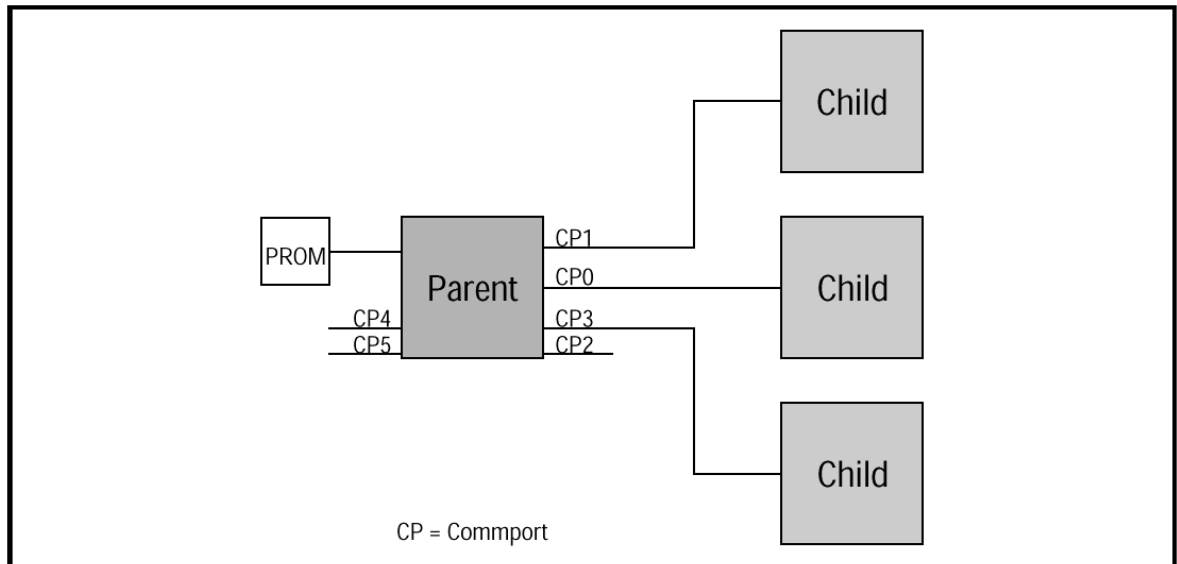 Child
CP1
PROM
CP0
Parent
Child
CP4
CP3
CP5
CP2
Child
CP = Commport